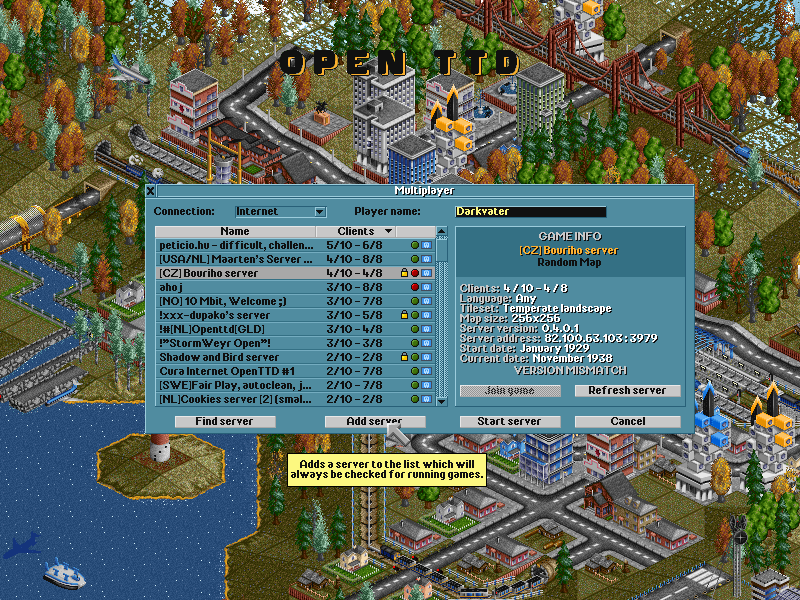 OPEN TTD
X Multiplayer
Connection: Internet Player name: Darkvater
Name Clients
peticio.hu - difficult, challen... 5/10 - 6/8
[USA/NL] Maarten's Server ... 4/10 - 8/8
[CZ] Bouriho server 4/10 - 4/8
ahoj 3/10 - 8/8
[NO] 10 Mbit, Welcome ;) 3/10 - 7/8
!xxx-dupako's server 3/10 - 5/8
!#[NL]Openttd[GLD] 3/10 - 4/8
!"StormWeyr Open"! 3/10 - 3/8
Shadow and Bird server 2/10 - 2/8
Cura Internet OpenTTD #1 2/10 - 7/8
[SWE]Fair Play, autoclean, j... 2/10 - 7/8
[NL]Cookies server [2] (smal... 2/10 - 2/8
GAME INFO
[CZ] Bouriho server
Random Map
Clients: 4/10 - 4/8
Language: Any
Tileset: Temperate landscape
Map size: 256x256
Server version: 0.4.0.1
Server address: 82.100.63.103 : 3979
Start date: January 1929
Current date: November 1938
VERSION MISMATCH
Join game Refresh server
Find server Add server Start server Cancel
Adds a server to the list which will
always be checked for running games.